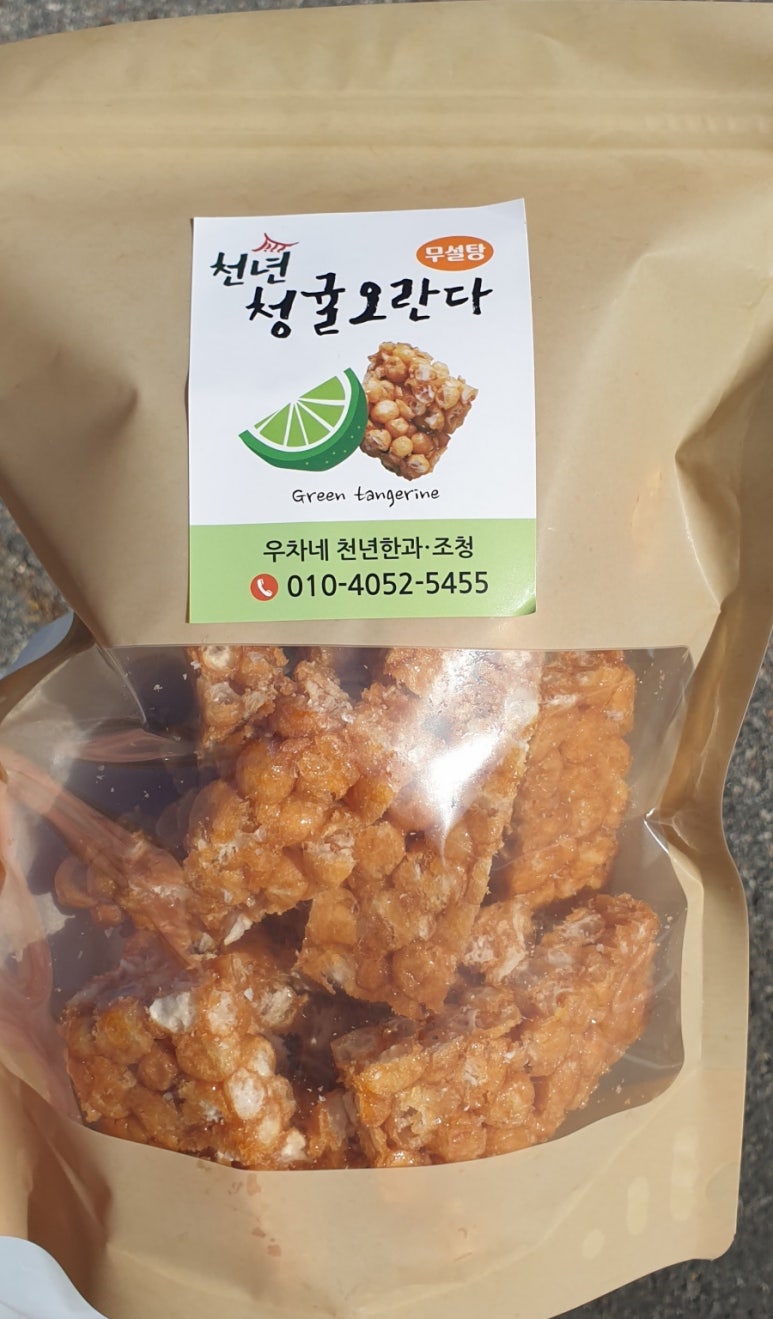 천년
무설탕
청귤오란다
Green tangerine
우차네 천년한과·조청
010-4052-5455